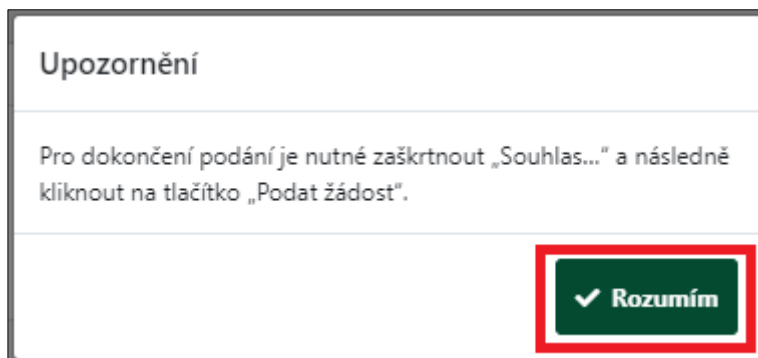 Upozornění
Pro dokončení podání je nutné zaškrtnout „Souhlas...“ a následně
kliknout na tlačítko „Podat žádost“.
Rozumím